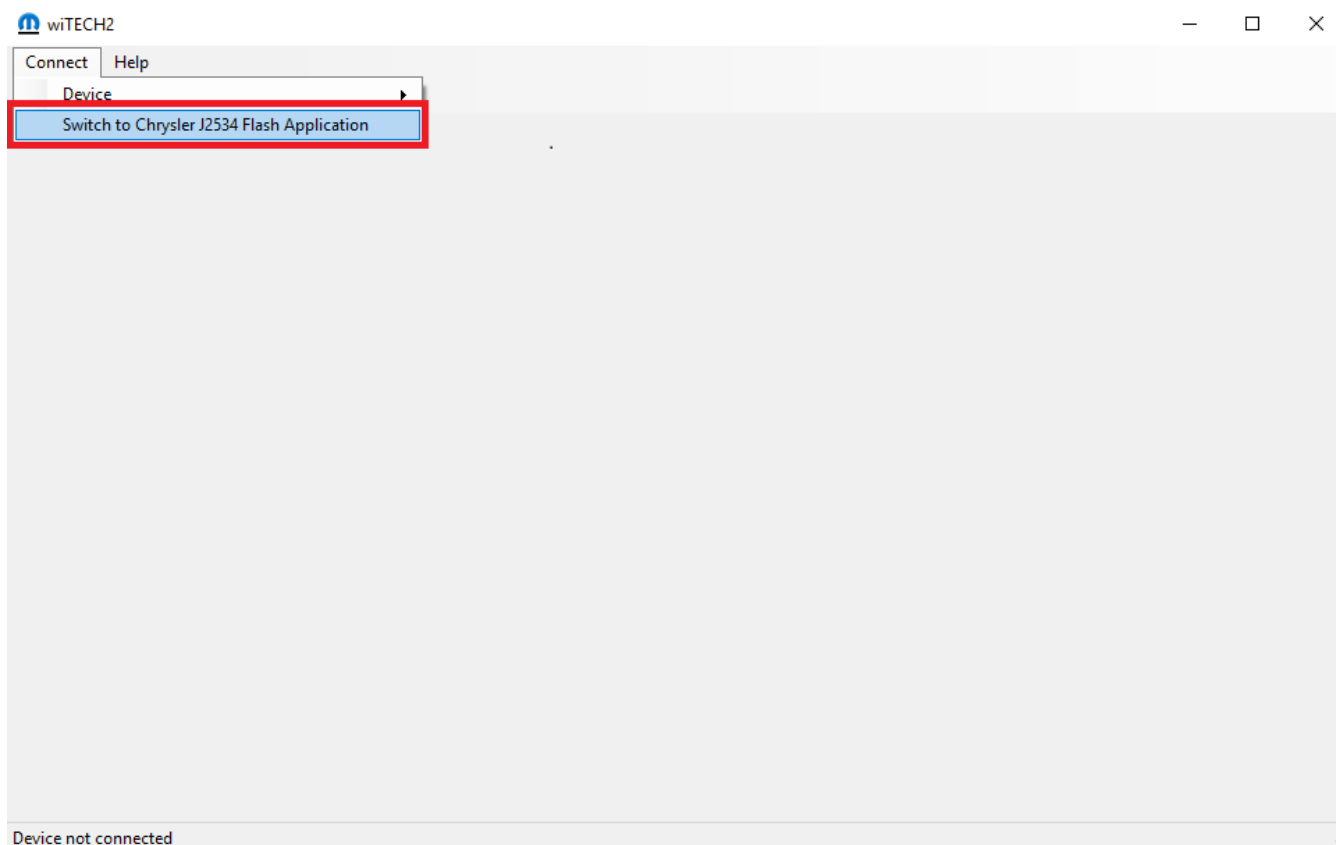 wiTECH2
Connect Help
Device
Switch to Chrysler J2534 Flash Application
Device not connected